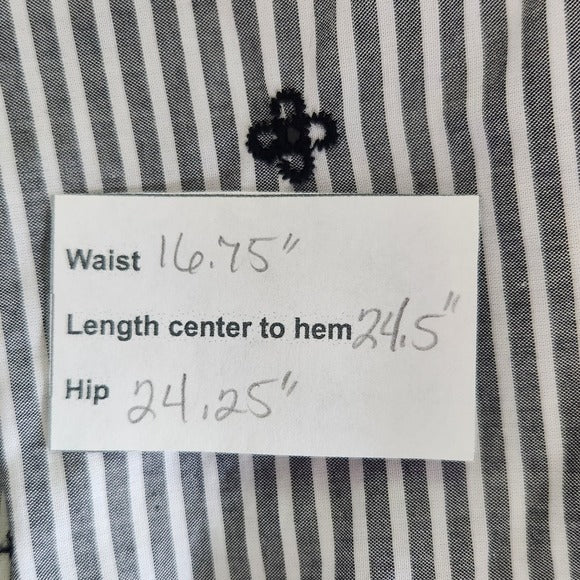 Waist 16.75"
Length center to hem 24.5"
Hip 24.25"